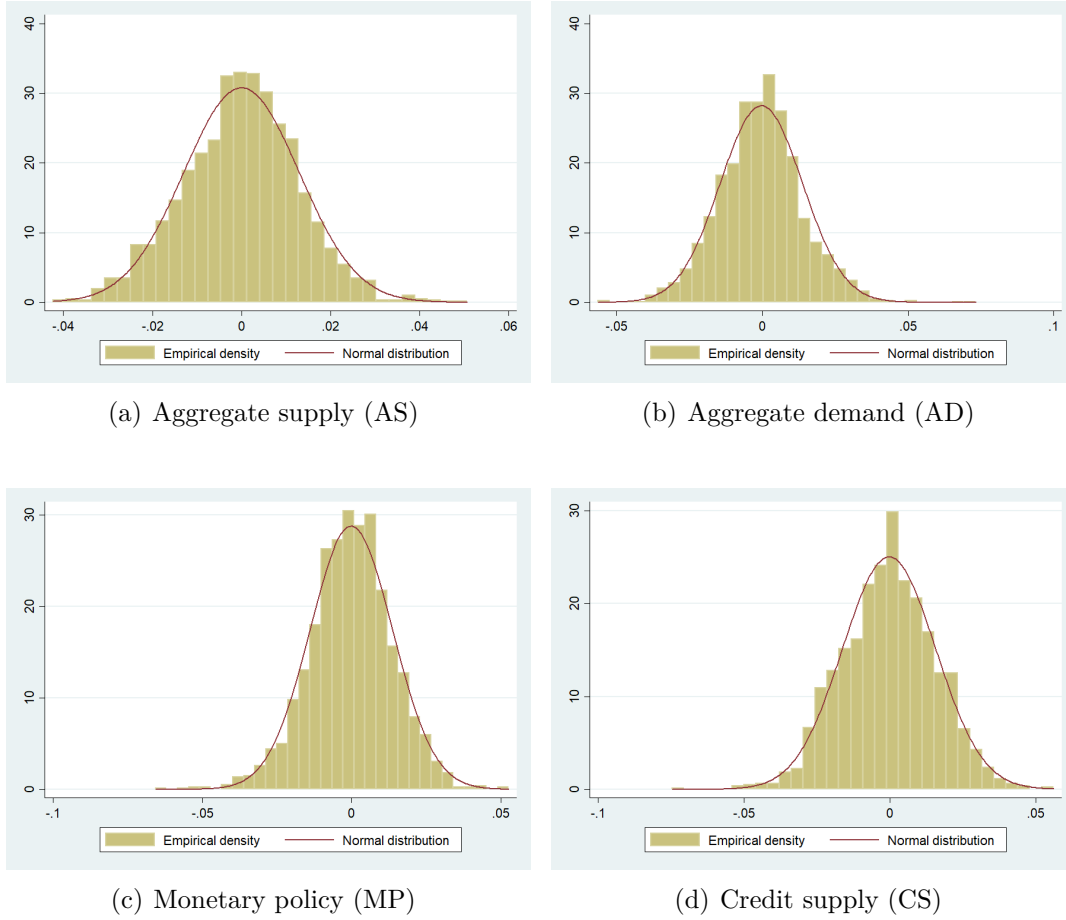 40
30
20
10
0
-.04 -.02 0 .02 .04 .06
Empirical density Normal distribution
(a) Aggregate supply (AS)
40
30
20
10
0
-.05 0 .05 .1
Empirical density Normal distribution
(b) Aggregate demand (AD)
30
20
10
0
-.1 -.05 0 .05
Empirical density Normal distribution
(c) Monetary policy (MP)
30
20
10
0
-.1 -.05 0 .05
Empirical density Normal distribution
(d) Credit supply (CS)